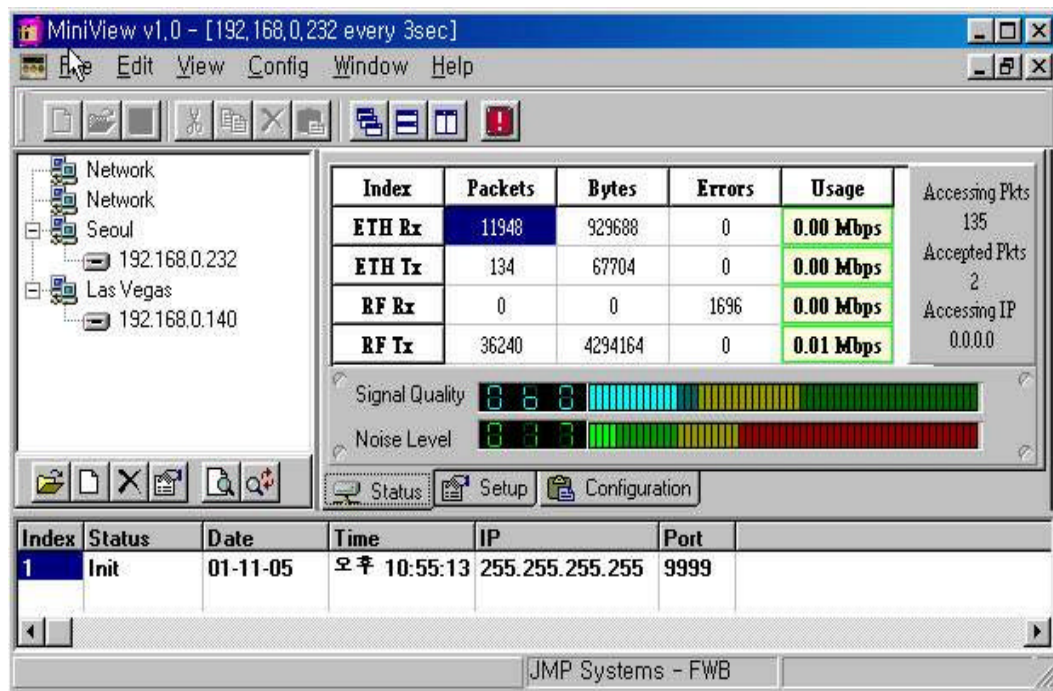 MiniView v1,0 - [192,168,0,232 every 3sec]
Edit View Config Window Help
Network
Network
Seoul
192,168,0,232
Las Vegas
192,168,0,140
Index Packets Bytes Errors Usage
ETH Rx 11948 929688 0 0.00 Mbps
ETH Tx 134 67704 0 0.00 Mbps
RF Rx 0 0 1696 0.00 Mbps
RF Tx 36240 4294164 0 0.01 Mbps
Accessing Pkts
135
Accepted Pkts
2
Accessing IP
0.0.0.0
Signal Quality
Noise Level
Status Setup Configuration
Index Status Date Time IP Port
1 Init 01-11-05 오후 10:55:13 255.255.255.255 9999
JMP Systems - FWB